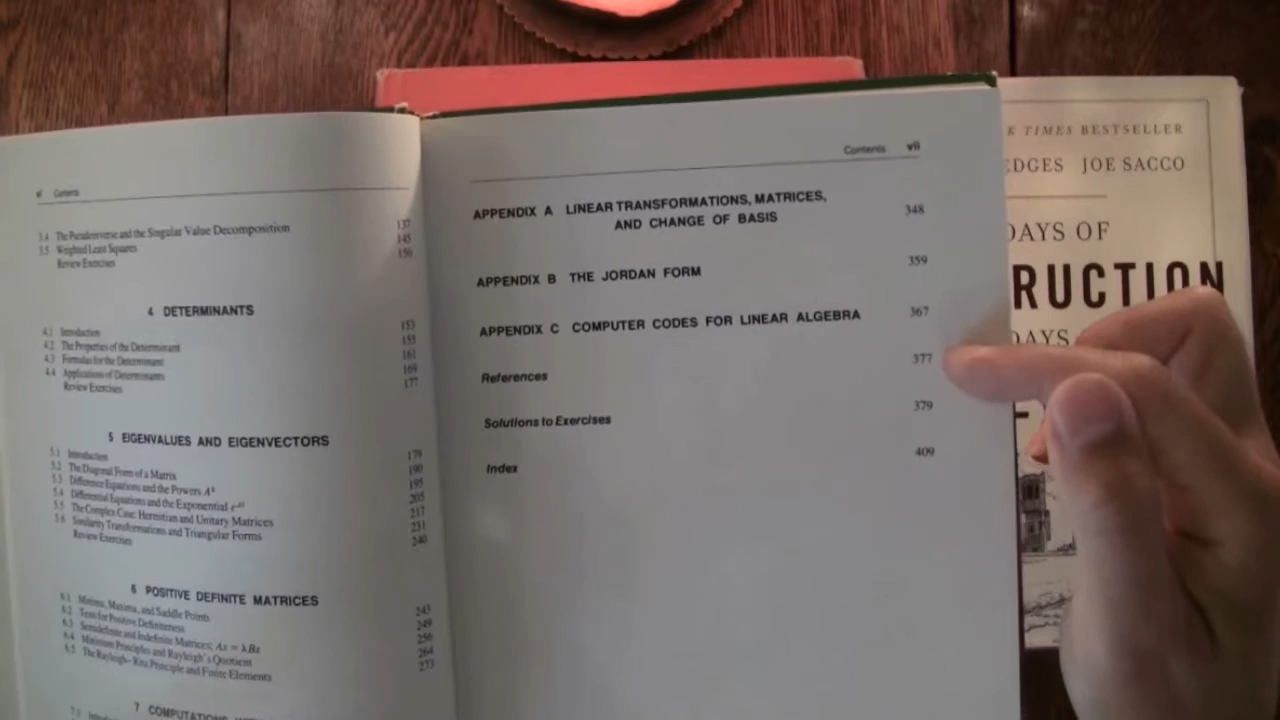 vi Contents
3.4 The Pseudoinverse and the Singular Value Decomposition 137
3.5 Weighted Least Squares 145
Review Exercises 150
4 DETERMINANTS
4.1 Introduction 153
4.2 The Properties of the Determinant 155
4.3 Formulas for the Determinant 161
4.4 Applications of Determinants 169
Review Exercises 177
5 EIGENVALUES AND EIGENVECTORS
5.1 Introduction 179
5.2 The Diagonal Form of a Matrix 190
5.3 Difference Equations and the Powers Aᵏ 195
5.4 Differential Equations and the Exponential eᴬᵗ 205
5.5 The Complex Case: Hermitian and Unitary Matrices 217
5.6 Similarity Transformations and Triangular Forms 231
Review Exercises 240
6 POSITIVE DEFINITE MATRICES
6.1 Minima, Maxima, and Saddle Points 243
6.2 Tests for Positive Definiteness 249
6.3 Semidefinite and Indefinite Matrices; Ax = λBx 256
6.4 Minimum Principles and Rayleigh's Quotient 264
6.5 The Rayleigh-Ritz Principle and Finite Elements 273
7 COMPUTATIONS
7.1
Contents vii
APPENDIX A LINEAR TRANSFORMATIONS, MATRICES,
AND CHANGE OF BASIS 348
APPENDIX B THE JORDAN FORM 359
APPENDIX C COMPUTER CODES FOR LINEAR ALGEBRA 367
References 377
Solutions to Exercises 379
Index 409
K TIMES BESTSELLER
EDGES JOE SACCO
DAYS OF
RUCTION
DAYS